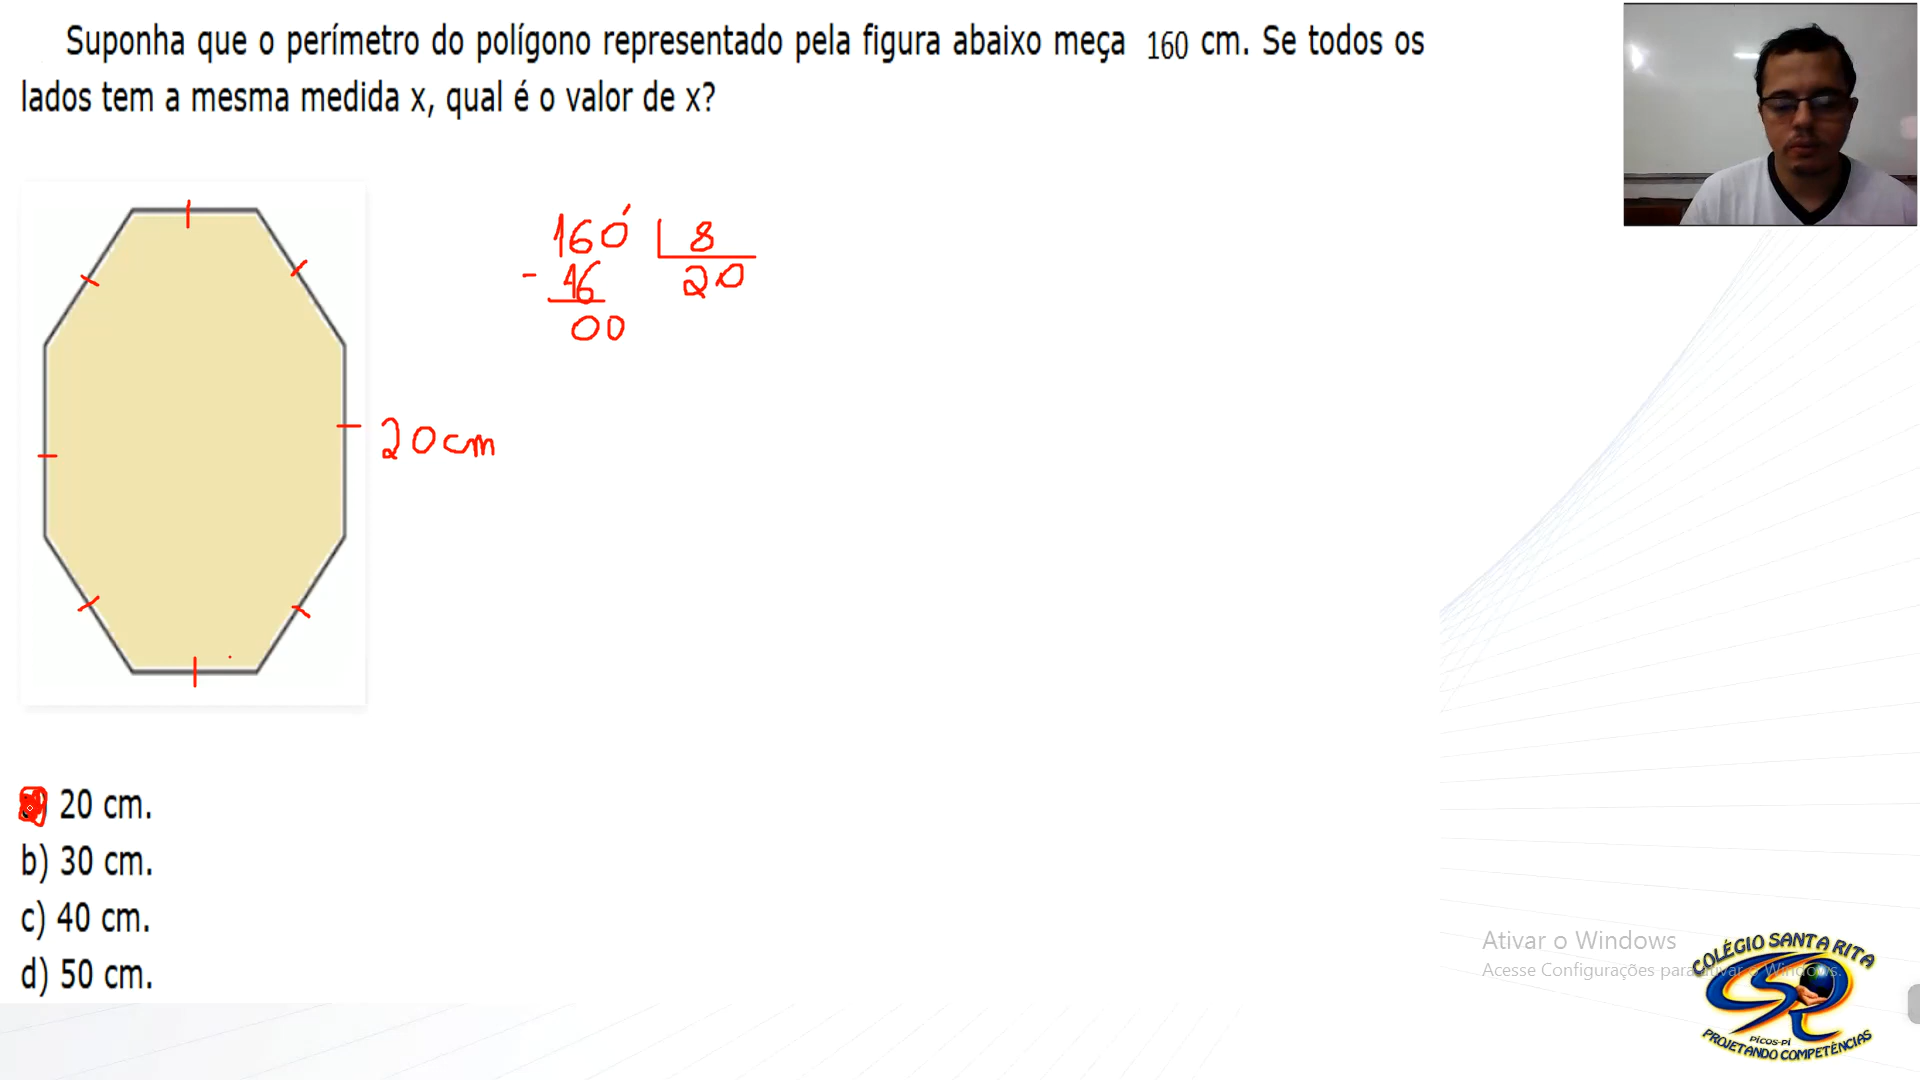 Suponha que o perímetro do polígono representado pela figura abaixo meça 160 cm. Se todos os
lados tem a mesma medida x, qual é o valor de x?
160 8
- 16 20
00
20cm
20 cm.
b) 30 cm.
c) 40 cm.
d) 50 cm.
Ativar o Windows
Acesse Configurações para ativar o Windows.
COLÉGIO SANTA RITA
PICOS-PI
PROJETANDO COMPETÊNCIAS